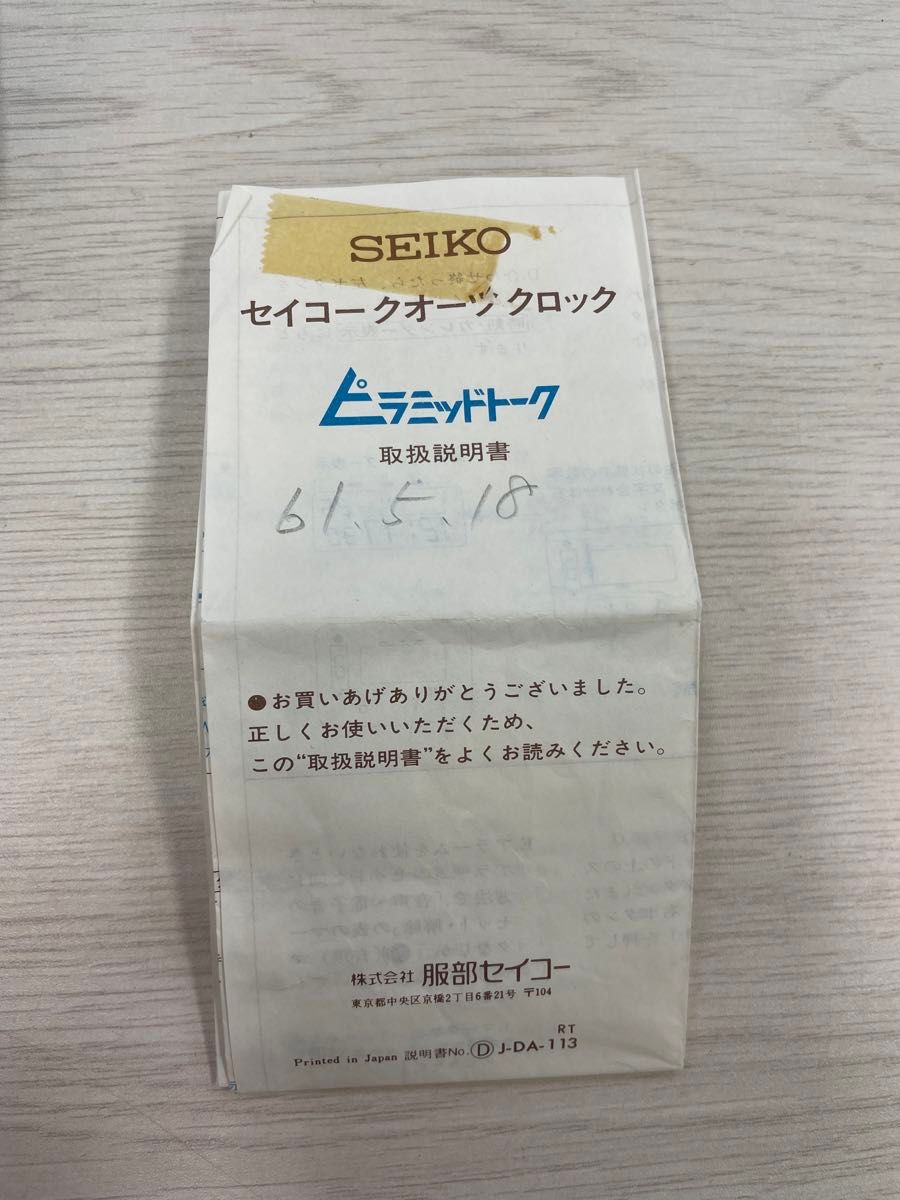 SEIKO
セイコークオーツクロック
ピラミッドトーク
取扱説明書
61.5.18
●お買いあげありがとうございました。
正しくお使いいただくため、
この“取扱説明書”をよくお読みください。
株式会社 服部セイコー
東京都中央区京橋2丁目6番21号 〒104
RT
Printed in Japan 説明書No.Ⓓ J-DA-113